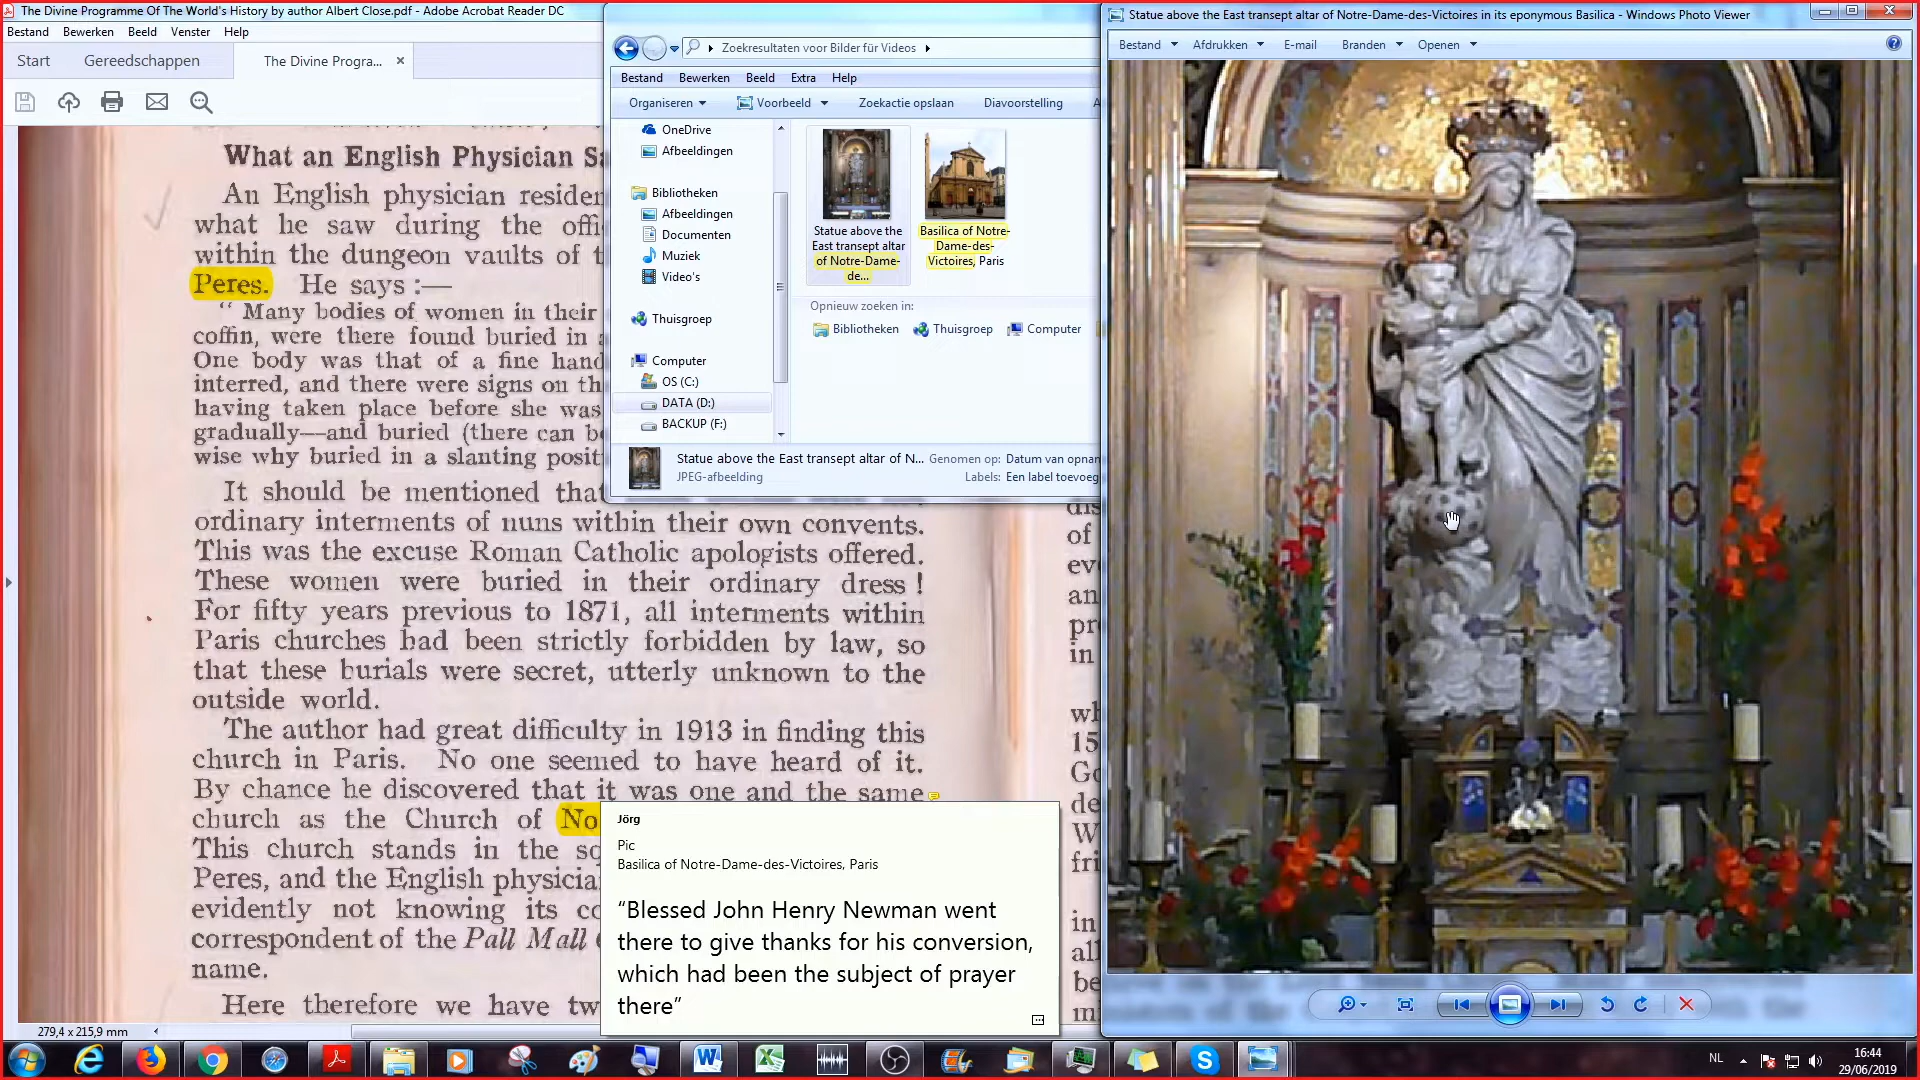 The Divine Programme Of The World's History by author Albert Close.pdf - Adobe Acrobat Reader DC
Bestand Bewerken Beeld Venster Help
Start Gereedschappen The Divine Progra... ×
What an English Physician Sa
An English physician residen
what he saw during the offi
within the dungeon vaults of t
Peres. He says :—
“ Many bodies of women in their
coffin, were there found buried in a
One body was that of a fine hand
interred, and there were signs on th
having taken place before she was
gradually—and buried (there can be
wise why buried in a slanting posit
It should be mentioned that
ordinary interments of nuns within their own convents.
This was the excuse Roman Catholic apologists offered.
These women were buried in their ordinary dress !
For fifty years previous to 1871, all interments within
Paris churches had been strictly forbidden by law, so
that these burials were secret, utterly unknown to the
outside world.
The author had great difficulty in 1913 in finding this
church in Paris. No one seemed to have heard of it.
By chance he discovered that it was one and the same
church as the Church of No
This church stands in the sq
Peres, and the English physicia
evidently not knowing its co
correspondent of the Pall Mall
name.
Here therefore we have tw
279,4 x 215,9 mm
Zoekresultaten voor Bilder für Videos
Bestand Bewerken Beeld Extra Help
Organiseren Voorbeeld Zoekactie opslaan Diavoorstelling A
OneDrive
Afbeeldingen
Bibliotheken
Afbeeldingen
Documenten
Muziek
Video's
Thuisgroep
Computer
OS (C:)
DATA (D:)
BACKUP (F:)
Statue above the
East transept altar
of Notre-Dame-
de...
Basilica of Notre-
Dame-des-
Victoires, Paris
Opnieuw zoeken in:
Bibliotheken Thuisgroep Computer
Statue above the East transept altar of N... Genomen op: Datum van opnan
JPEG-afbeelding Labels: Een label toevoeg
of
ev
an
pr
in
wh
15
Go
de
W
fri
in
all
be
Jörg
Pic
Basilica of Notre-Dame-des-Victoires, Paris
“Blessed John Henry Newman went
there to give thanks for his conversion,
which had been the subject of prayer
there”
Statue above the East transept altar of Notre-Dame-des-Victoires in its eponymous Basilica - Windows Photo Viewer
Bestand Afdrukken E-mail Branden Openen
NL
16:44
29/06/2019